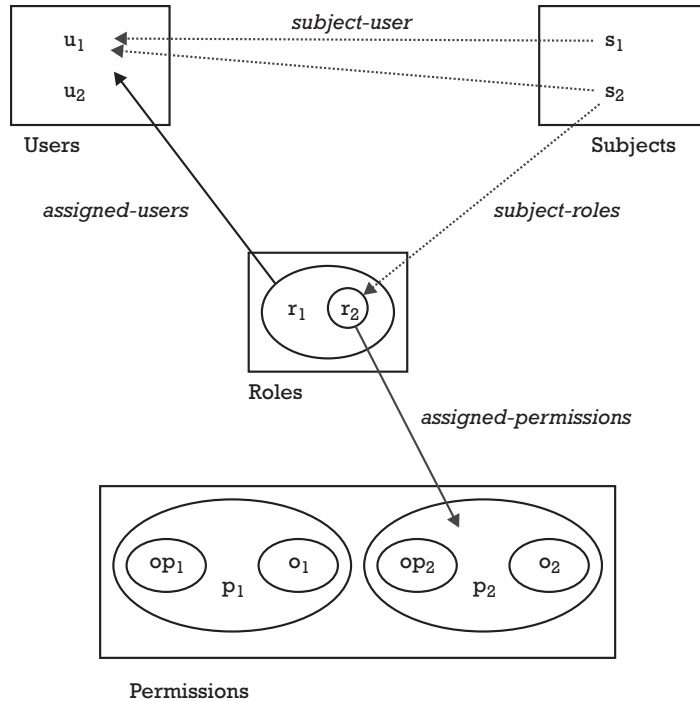 subject-user
u₁ s₁
u₂ s₂
Users Subjects
assigned-users subject-roles
r₁ r₂
Roles
assigned-permissions
op₁ o₁ op₂ o₂
p₁ p₂
Permissions